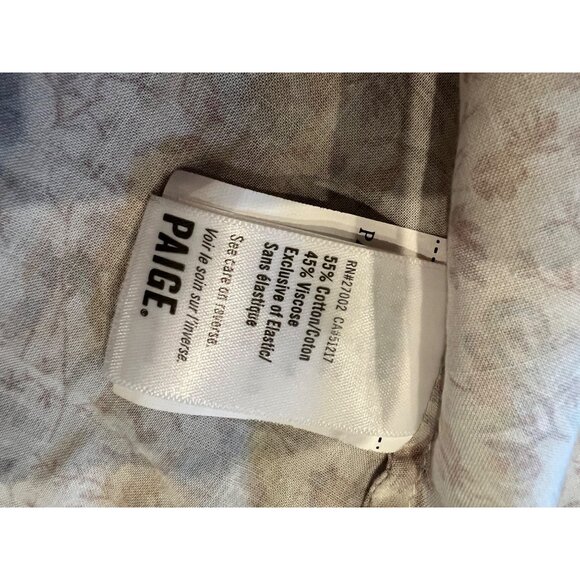 RN#27002 CA#51217
55% Cotton/Coton
45% Viscose
Exclusive of Elastic/
Sans élastique
See care on reverse.
Voir le soin sur l'inverse.
PAIGE®
P